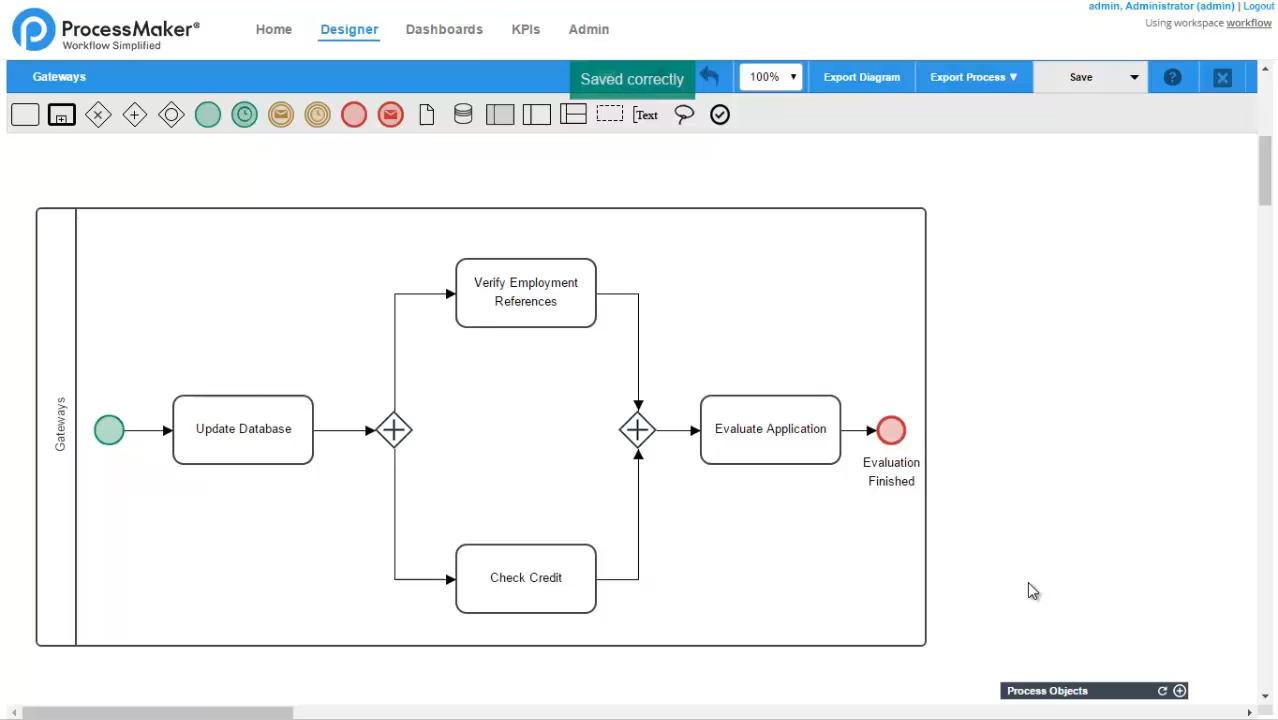 admin, Administrator (admin) | Logout
Using workspace workflow
ProcessMaker®
Workflow Simplified
Home
Designer
Dashboards
KPIs
Admin
Gateways
Saved correctly
100%
Export Diagram
Export Process
Save
?
Text
Gateways
Verify Employment
References
Update Database
Evaluate Application
Evaluation
Finished
Check Credit
Process Objects